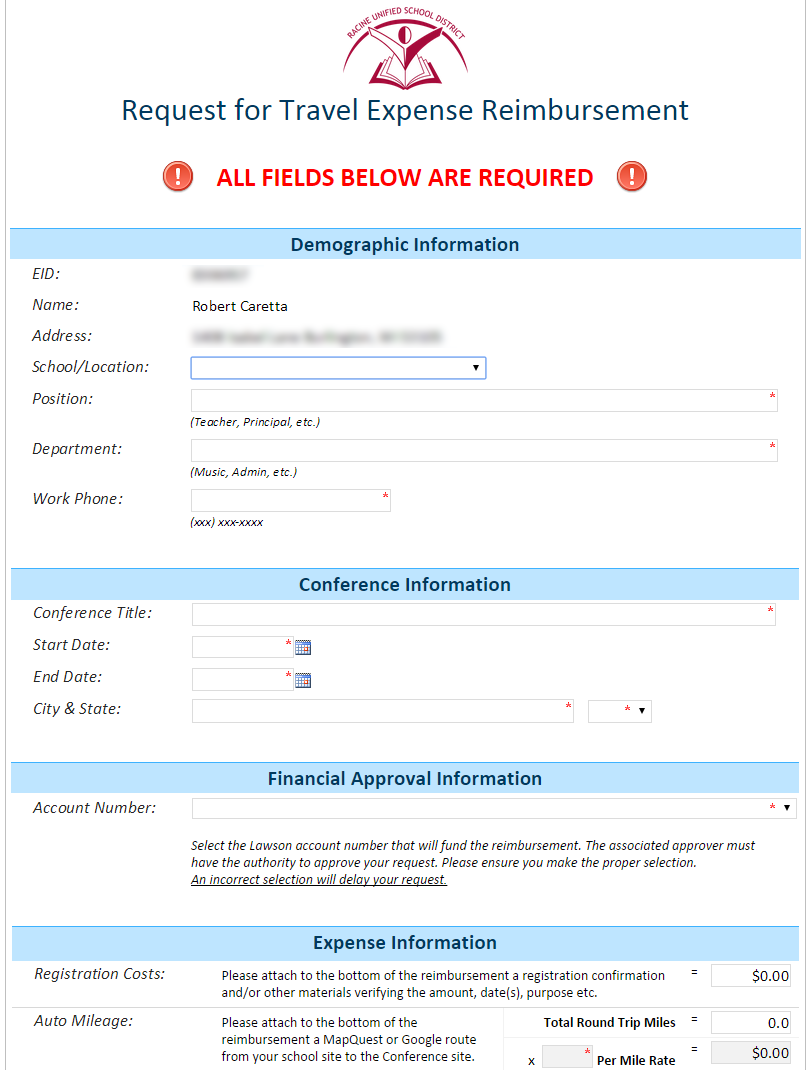 RACINE UNIFIED SCHOOL DISTRICT
Request for Travel Expense Reimbursement
! ALL FIELDS BELOW ARE REQUIRED !
Demographic Information
EID:
Name: Robert Caretta
Address:
School/Location: ▼
Position: *
(Teacher, Principal, etc.)
Department: *
(Music, Admin, etc.)
Work Phone: *
(xxx) xxx-xxxx
Conference Information
Conference Title: *
Start Date: *
End Date: *
City & State: * * ▼
Financial Approval Information
Account Number: * ▼
Select the Lawson account number that will fund the reimbursement. The associated approver must
have the authority to approve your request. Please ensure you make the proper selection.
An incorrect selection will delay your request.
Expense Information
Registration Costs: Please attach to the bottom of the reimbursement a registration confirmation = $0.00
and/or other materials verifying the amount, date(s), purpose etc.
Auto Mileage: Please attach to the bottom of the Total Round Trip Miles = 0.0
reimbursement a MapQuest or Google route
from your school site to the Conference site. x * Per Mile Rate = $0.00